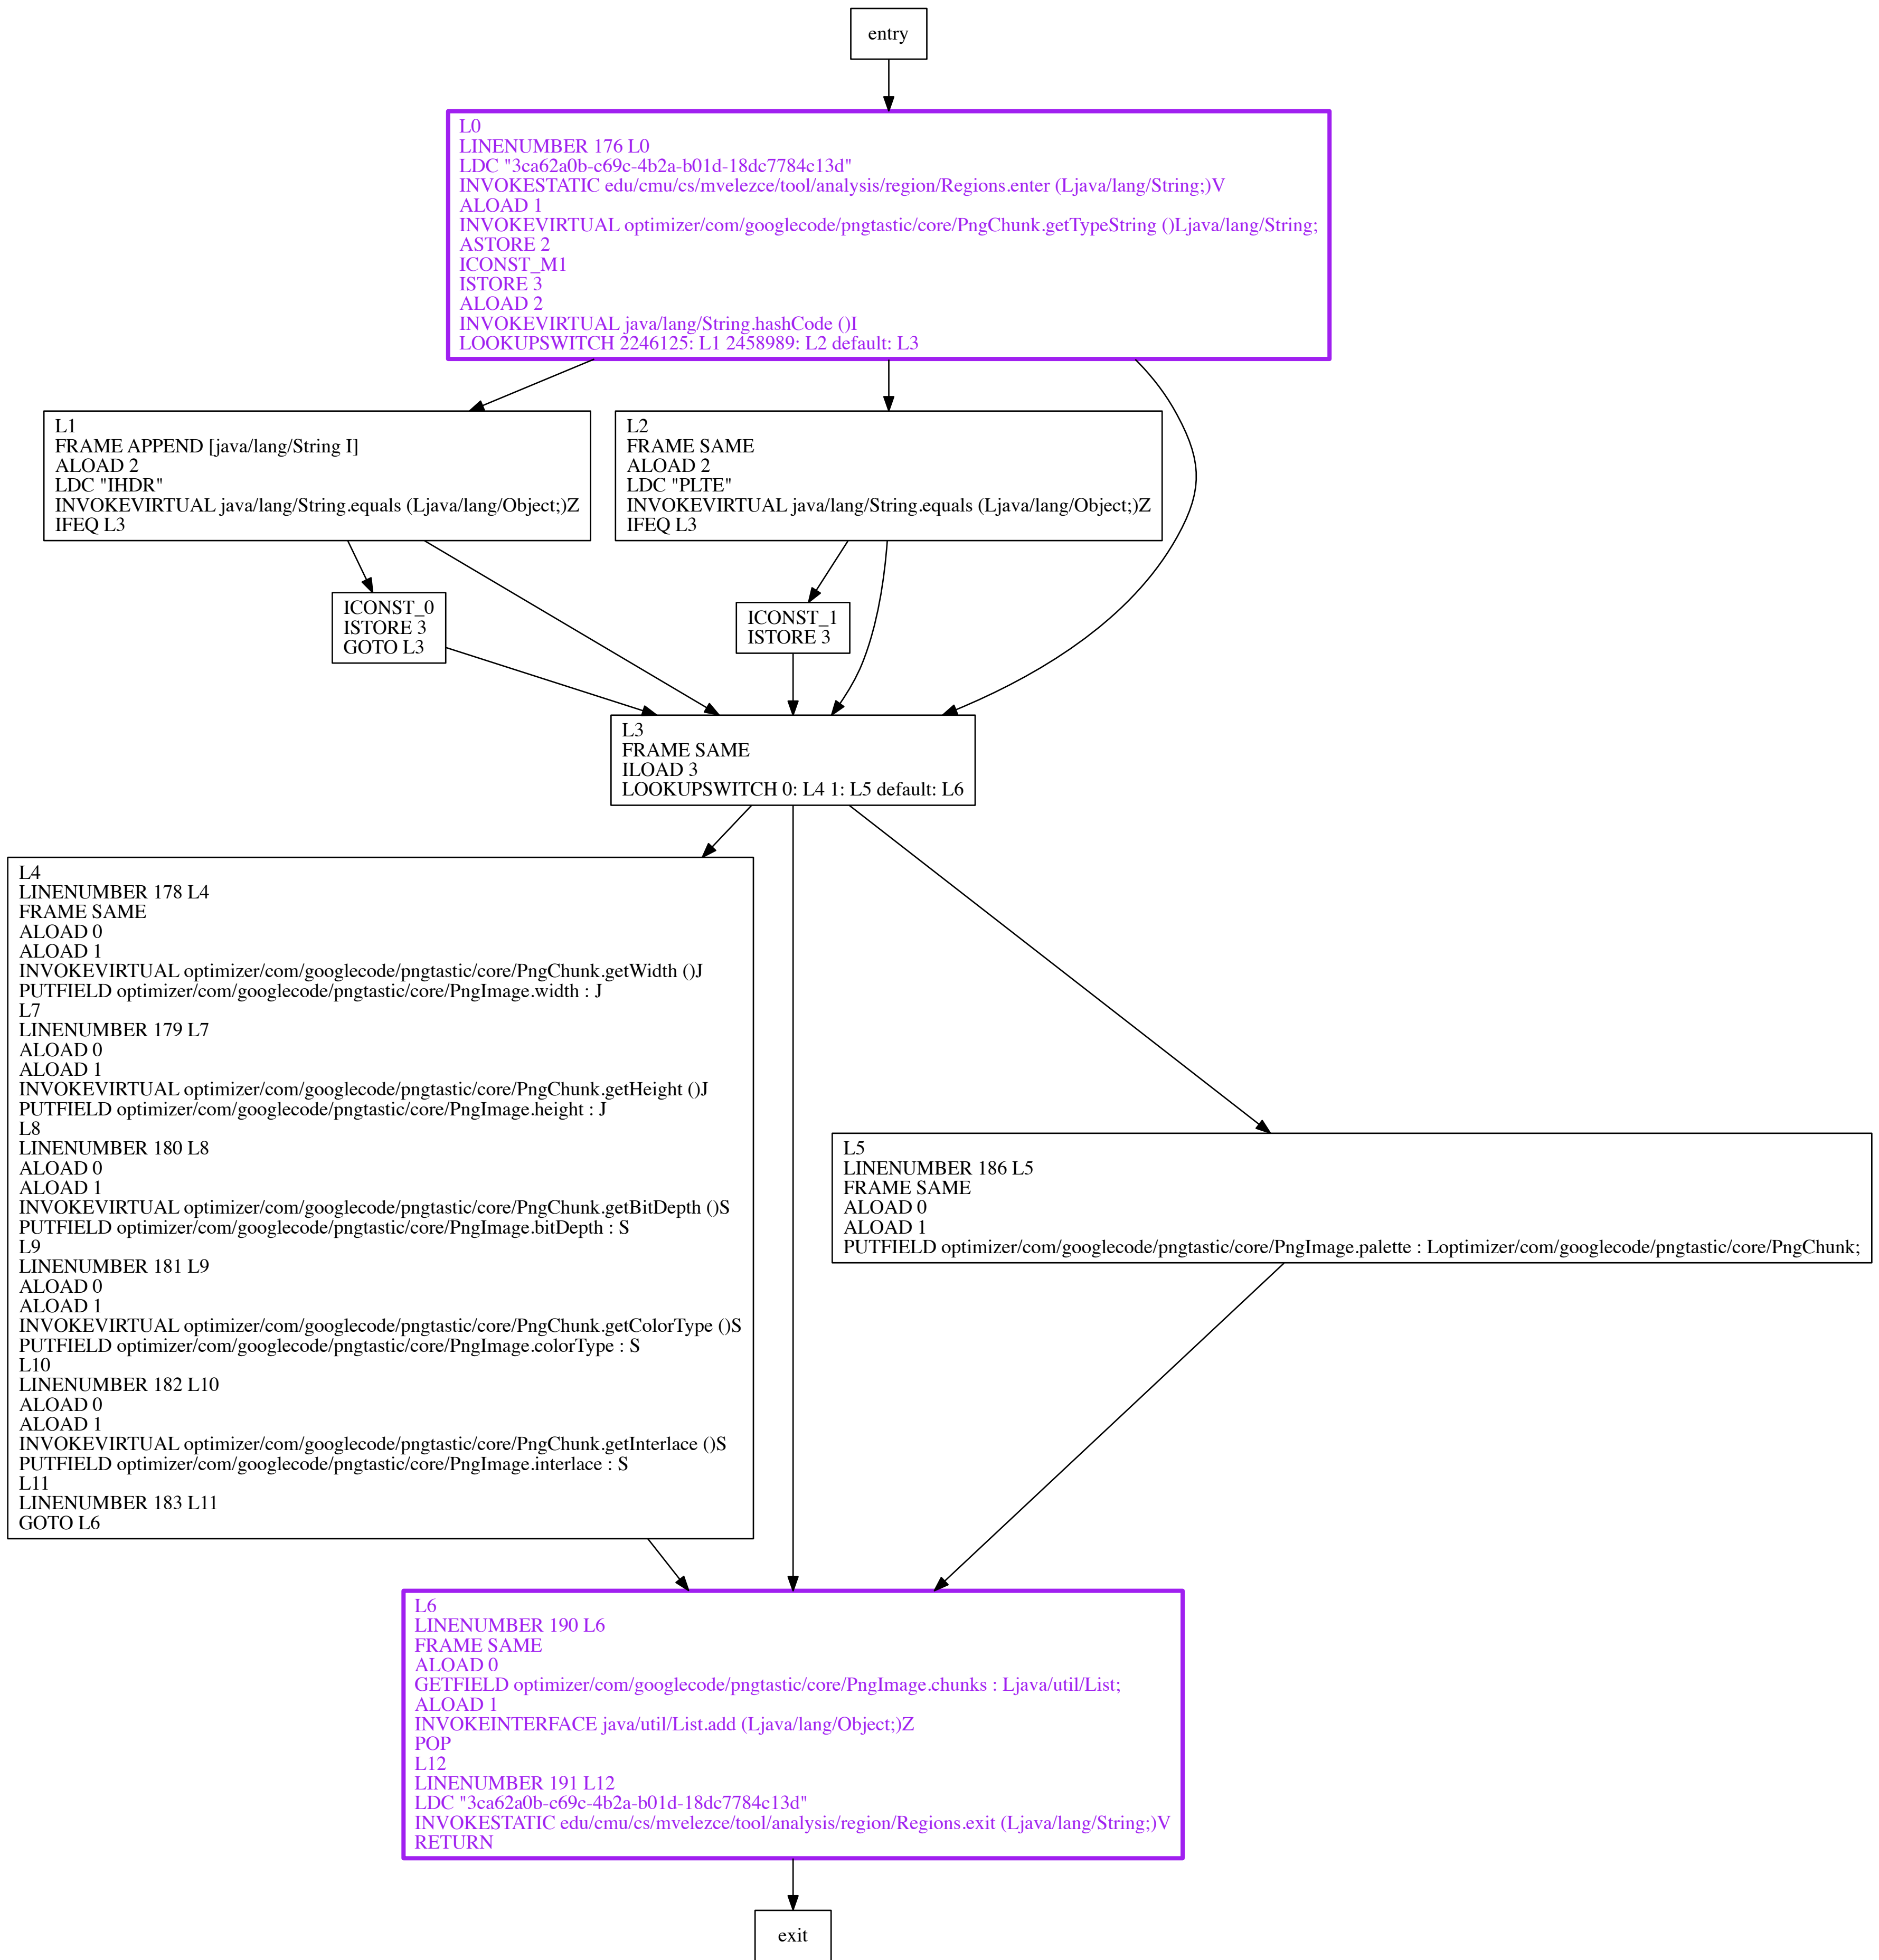 entry
L0
LINENUMBER 176 L0
LDC "3ca62a0b-c69c-4b2a-b01d-18dc7784c13d"
INVOKESTATIC edu/cmu/cs/mvelezce/tool/analysis/region/Regions.enter (Ljava/lang/String;)V
ALOAD 1
INVOKEVIRTUAL optimizer/com/googlecode/pngtastic/core/PngChunk.getTypeString ()Ljava/lang/String;
ASTORE 2
ICONST_M1
ISTORE 3
ALOAD 2
INVOKEVIRTUAL java/lang/String.hashCode ()I
LOOKUPSWITCH 2246125: L1 2458989: L2 default: L3
L1
FRAME APPEND [java/lang/String I]
ALOAD 2
LDC "IHDR"
INVOKEVIRTUAL java/lang/String.equals (Ljava/lang/Object;)Z
IFEQ L3
L2
FRAME SAME
ALOAD 2
LDC "PLTE"
INVOKEVIRTUAL java/lang/String.equals (Ljava/lang/Object;)Z
IFEQ L3
ICONST_0
ISTORE 3
GOTO L3
ICONST_1
ISTORE 3
L3
FRAME SAME
ILOAD 3
LOOKUPSWITCH 0: L4 1: L5 default: L6
L4
LINENUMBER 178 L4
FRAME SAME
ALOAD 0
ALOAD 1
INVOKEVIRTUAL optimizer/com/googlecode/pngtastic/core/PngChunk.getWidth ()J
PUTFIELD optimizer/com/googlecode/pngtastic/core/PngImage.width : J
L7
LINENUMBER 179 L7
ALOAD 0
ALOAD 1
INVOKEVIRTUAL optimizer/com/googlecode/pngtastic/core/PngChunk.getHeight ()J
PUTFIELD optimizer/com/googlecode/pngtastic/core/PngImage.height : J
L8
LINENUMBER 180 L8
ALOAD 0
ALOAD 1
INVOKEVIRTUAL optimizer/com/googlecode/pngtastic/core/PngChunk.getBitDepth ()S
PUTFIELD optimizer/com/googlecode/pngtastic/core/PngImage.bitDepth : S
L9
LINENUMBER 181 L9
ALOAD 0
ALOAD 1
INVOKEVIRTUAL optimizer/com/googlecode/pngtastic/core/PngChunk.getColorType ()S
PUTFIELD optimizer/com/googlecode/pngtastic/core/PngImage.colorType : S
L10
LINENUMBER 182 L10
ALOAD 0
ALOAD 1
INVOKEVIRTUAL optimizer/com/googlecode/pngtastic/core/PngChunk.getInterlace ()S
PUTFIELD optimizer/com/googlecode/pngtastic/core/PngImage.interlace : S
L11
LINENUMBER 183 L11
GOTO L6
L5
LINENUMBER 186 L5
FRAME SAME
ALOAD 0
ALOAD 1
PUTFIELD optimizer/com/googlecode/pngtastic/core/PngImage.palette : Loptimizer/com/googlecode/pngtastic/core/PngChunk;
L6
LINENUMBER 190 L6
FRAME SAME
ALOAD 0
GETFIELD optimizer/com/googlecode/pngtastic/core/PngImage.chunks : Ljava/util/List;
ALOAD 1
INVOKEINTERFACE java/util/List.add (Ljava/lang/Object;)Z
POP
L12
LINENUMBER 191 L12
LDC "3ca62a0b-c69c-4b2a-b01d-18dc7784c13d"
INVOKESTATIC edu/cmu/cs/mvelezce/tool/analysis/region/Regions.exit (Ljava/lang/String;)V
RETURN
exit